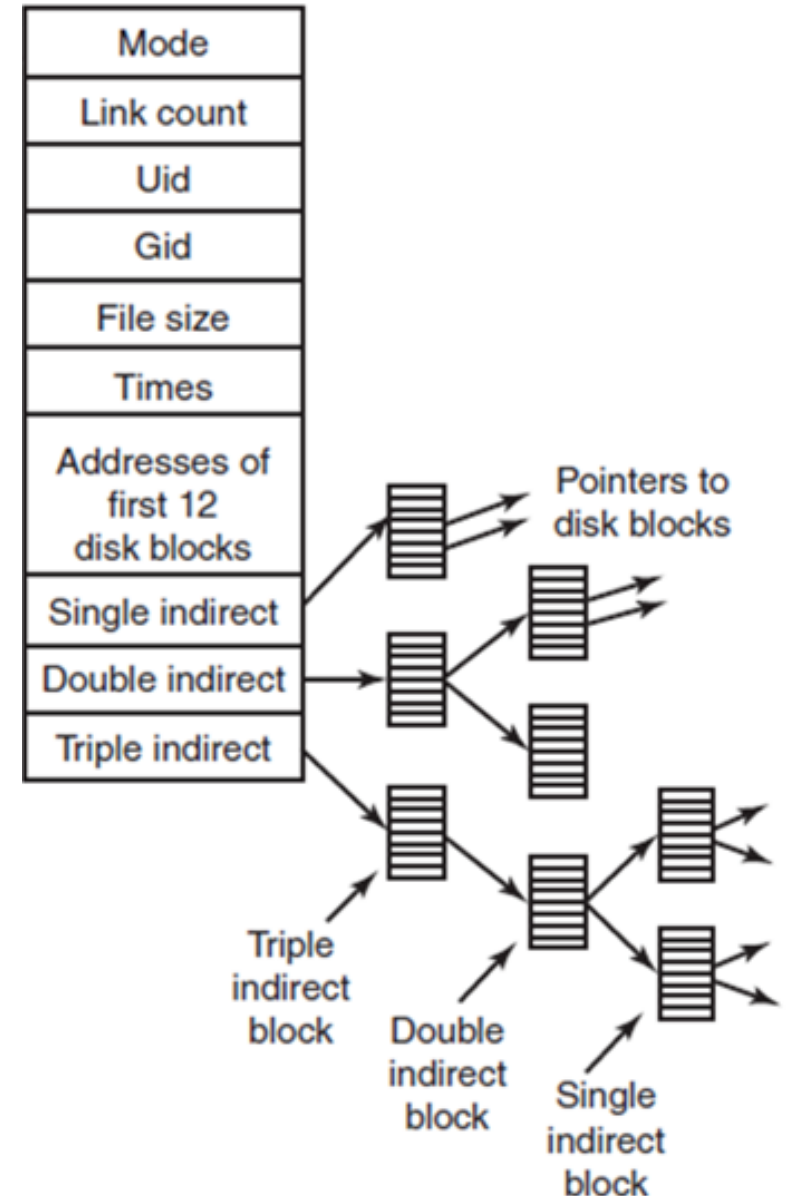 Mode
Link count
Uid
Gid
File size
Times
Addresses of
first 12
disk blocks
Single indirect
Double indirect
Triple indirect
Pointers to
disk blocks
Triple
indirect
block
Double
indirect
block
Single
indirect
block